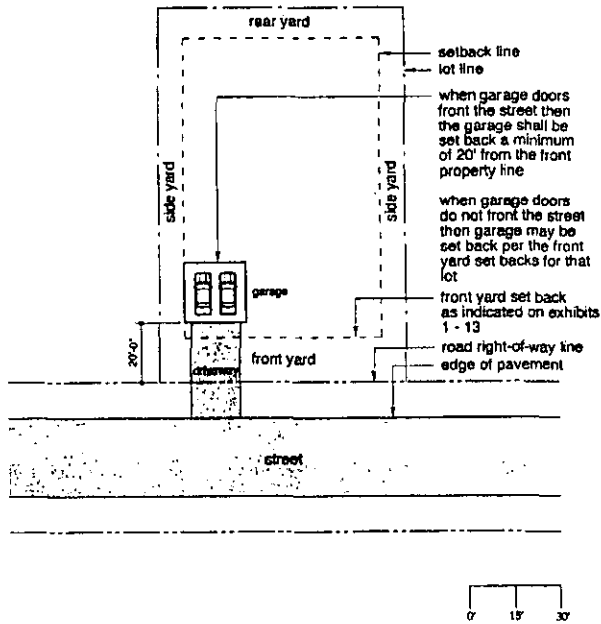 rear yard
setback line
lot line
when garage doors
front the street then
the garage shall be
set back a minimum
of 20' from the front
property line
side yard
side yard
when garage doors
do not front the street
then garage may be
set back per the front
yard set backs for that
lot
garage
front yard set back
as indicated on exhibits
1 - 13
20'-0"
front yard
road right-of-way line
driveway
edge of pavement
street
0' 15' 30'